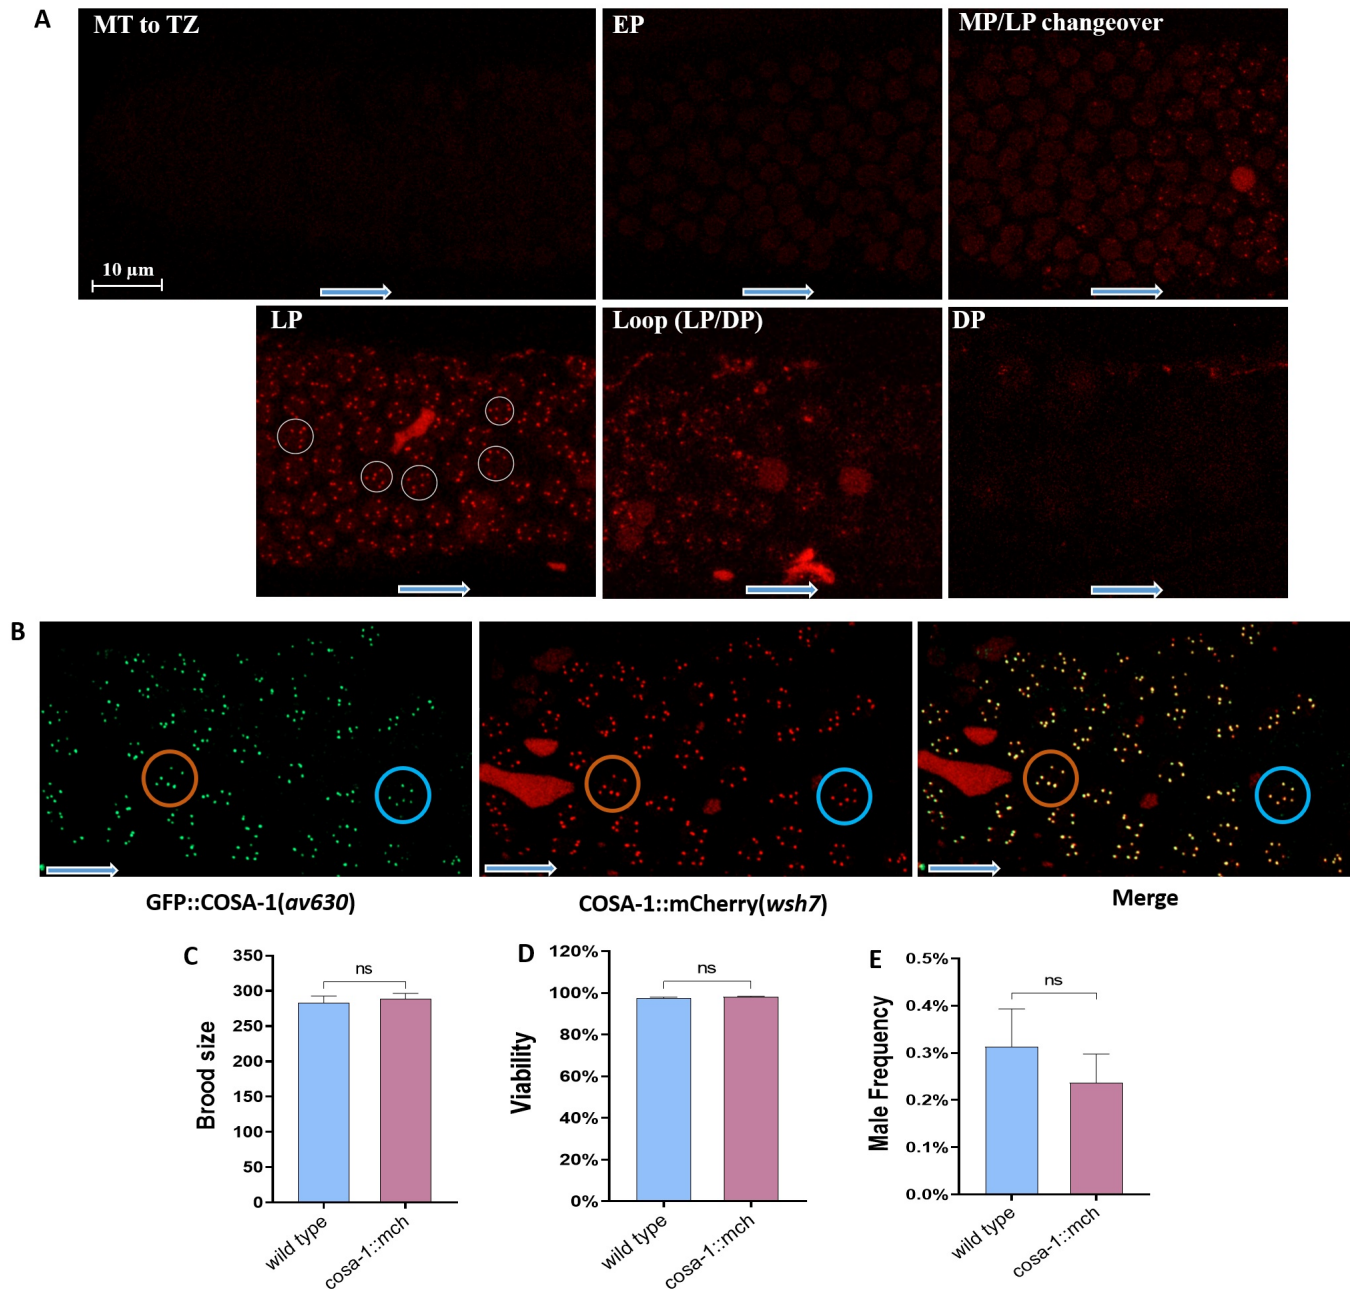 A
MT to TZ
EP
MP/LP changeover
10 µm
LP
Loop (LP/DP)
DP
B
GFP::COSA-1(av630)
COSA-1::mCherry(wsh7)
Merge
C
Brood size
350
300
250
200
150
100
50
0
ns
wild type
cosa-1::mch
D
Viability
120%
100%
80%
60%
40%
20%
0%
ns
wild type
cosa-1::mch
E
Male Frequency
0.5%
0.4%
0.3%
0.2%
0.1%
0.0%
ns
wild type
cosa-1::mch